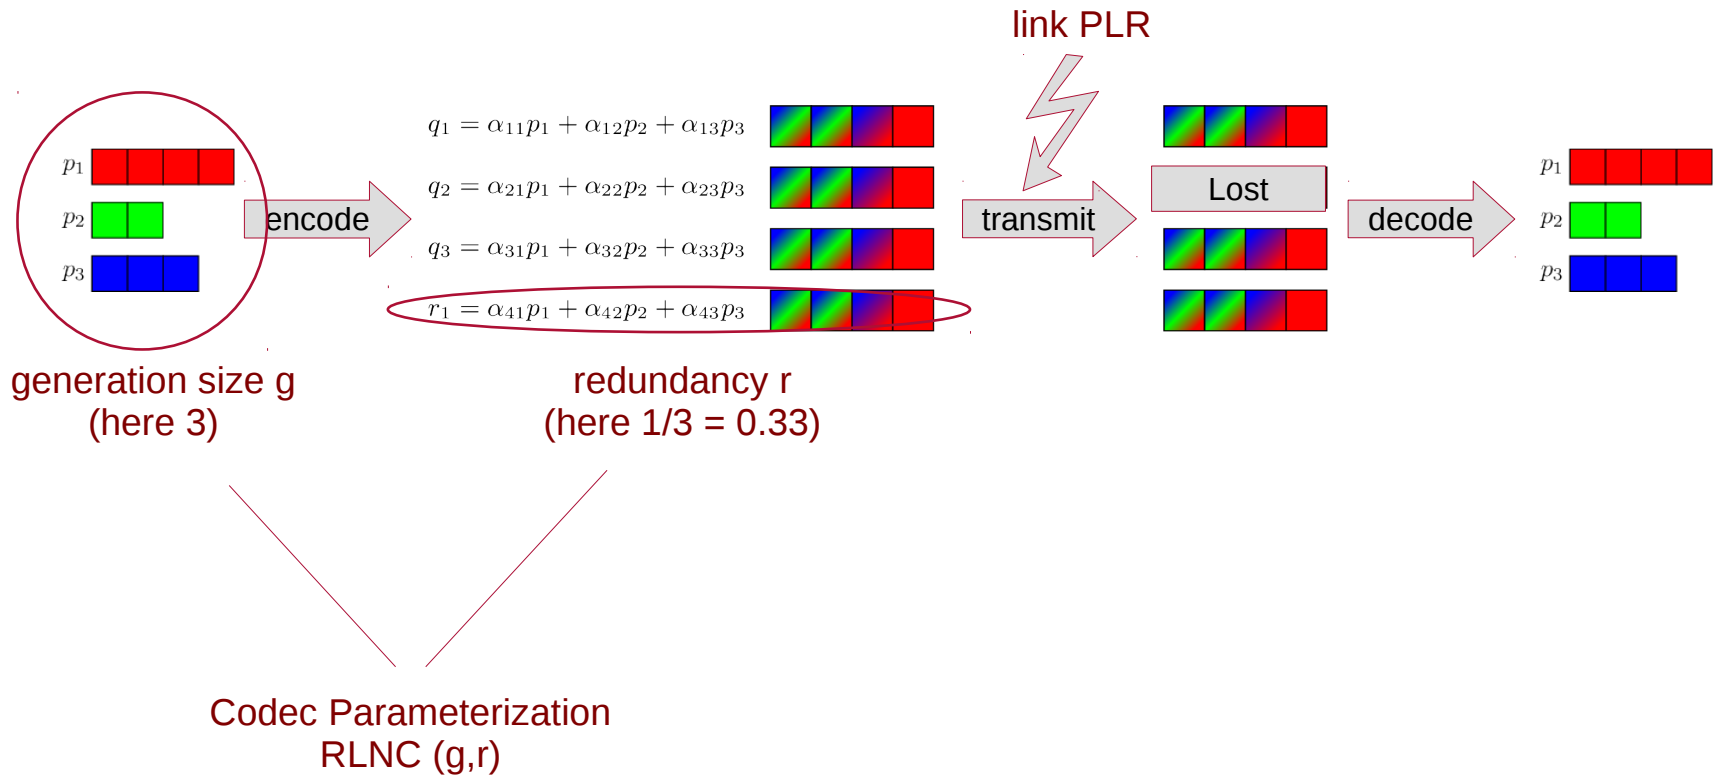 link PLR
p₁
p₂
p₃
encode
q₁ = α₁₁p₁ + α₁₂p₂ + α₁₃p₃
q₂ = α₂₁p₁ + α₂₂p₂ + α₂₃p₃
q₃ = α₃₁p₁ + α₃₂p₂ + α₃₃p₃
r₁ = α₄₁p₁ + α₄₂p₂ + α₄₃p₃
transmit
Lost
decode
p₁
p₂
p₃
generation size g
(here 3)
redundancy r
(here 1/3 = 0.33)
Codec Parameterization
RLNC (g,r)